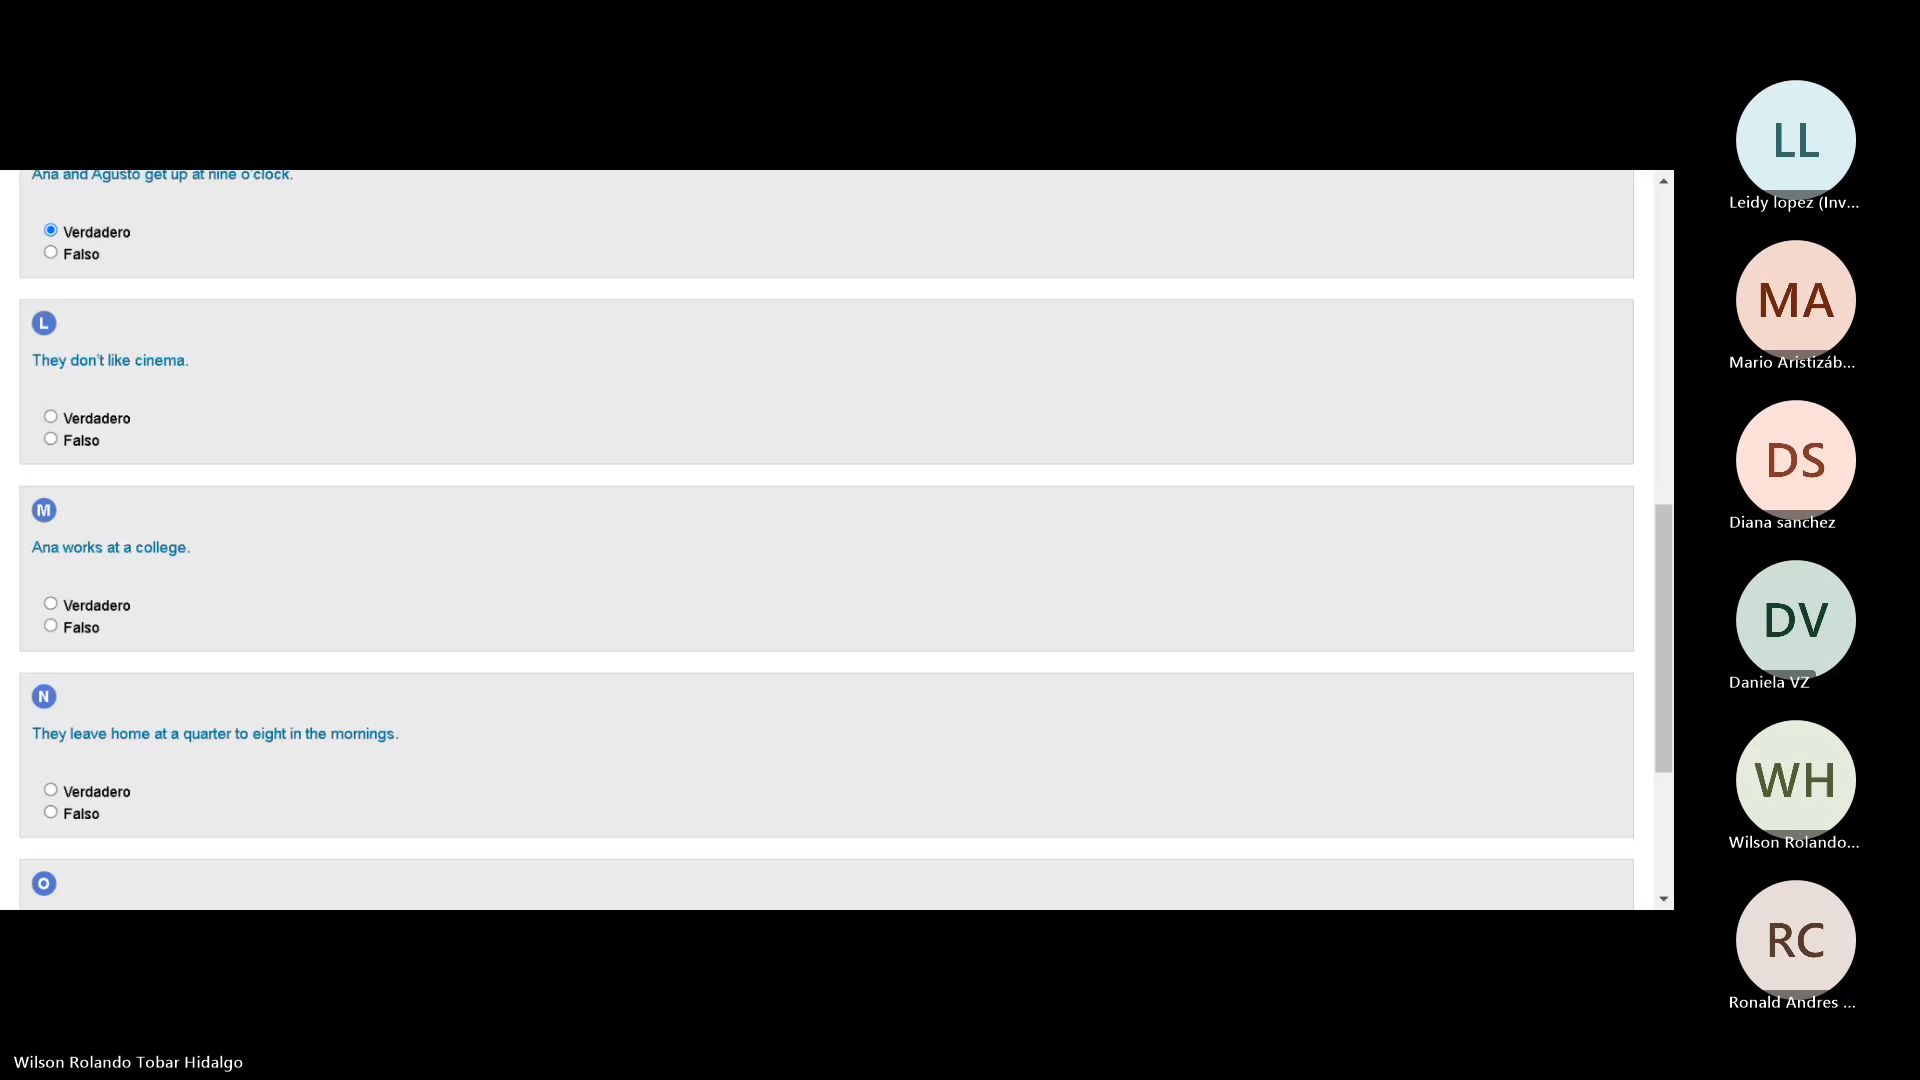 Ana and Agusto get up at nine o'clock.
Verdadero
Falso
L
They don't like cinema.
Verdadero
Falso
M
Ana works at a college.
Verdadero
Falso
N
They leave home at a quarter to eight in the mornings.
Verdadero
Falso
O
LL
Leidy lopez (Inv...
MA
Mario Aristizáb...
DS
Diana sanchez
DV
Daniela VZ
WH
Wilson Rolando...
RC
Ronald Andres ...
Wilson Rolando Tobar Hidalgo